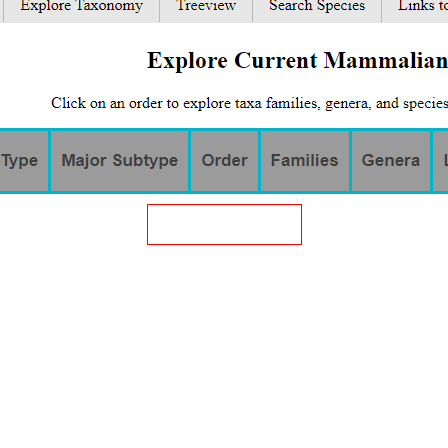 Explore Taxonomy Treeview Search Species Links to
Explore Current Mammalian
Click on an order to explore taxa families, genera, and species
Type Major Subtype Order Families Genera